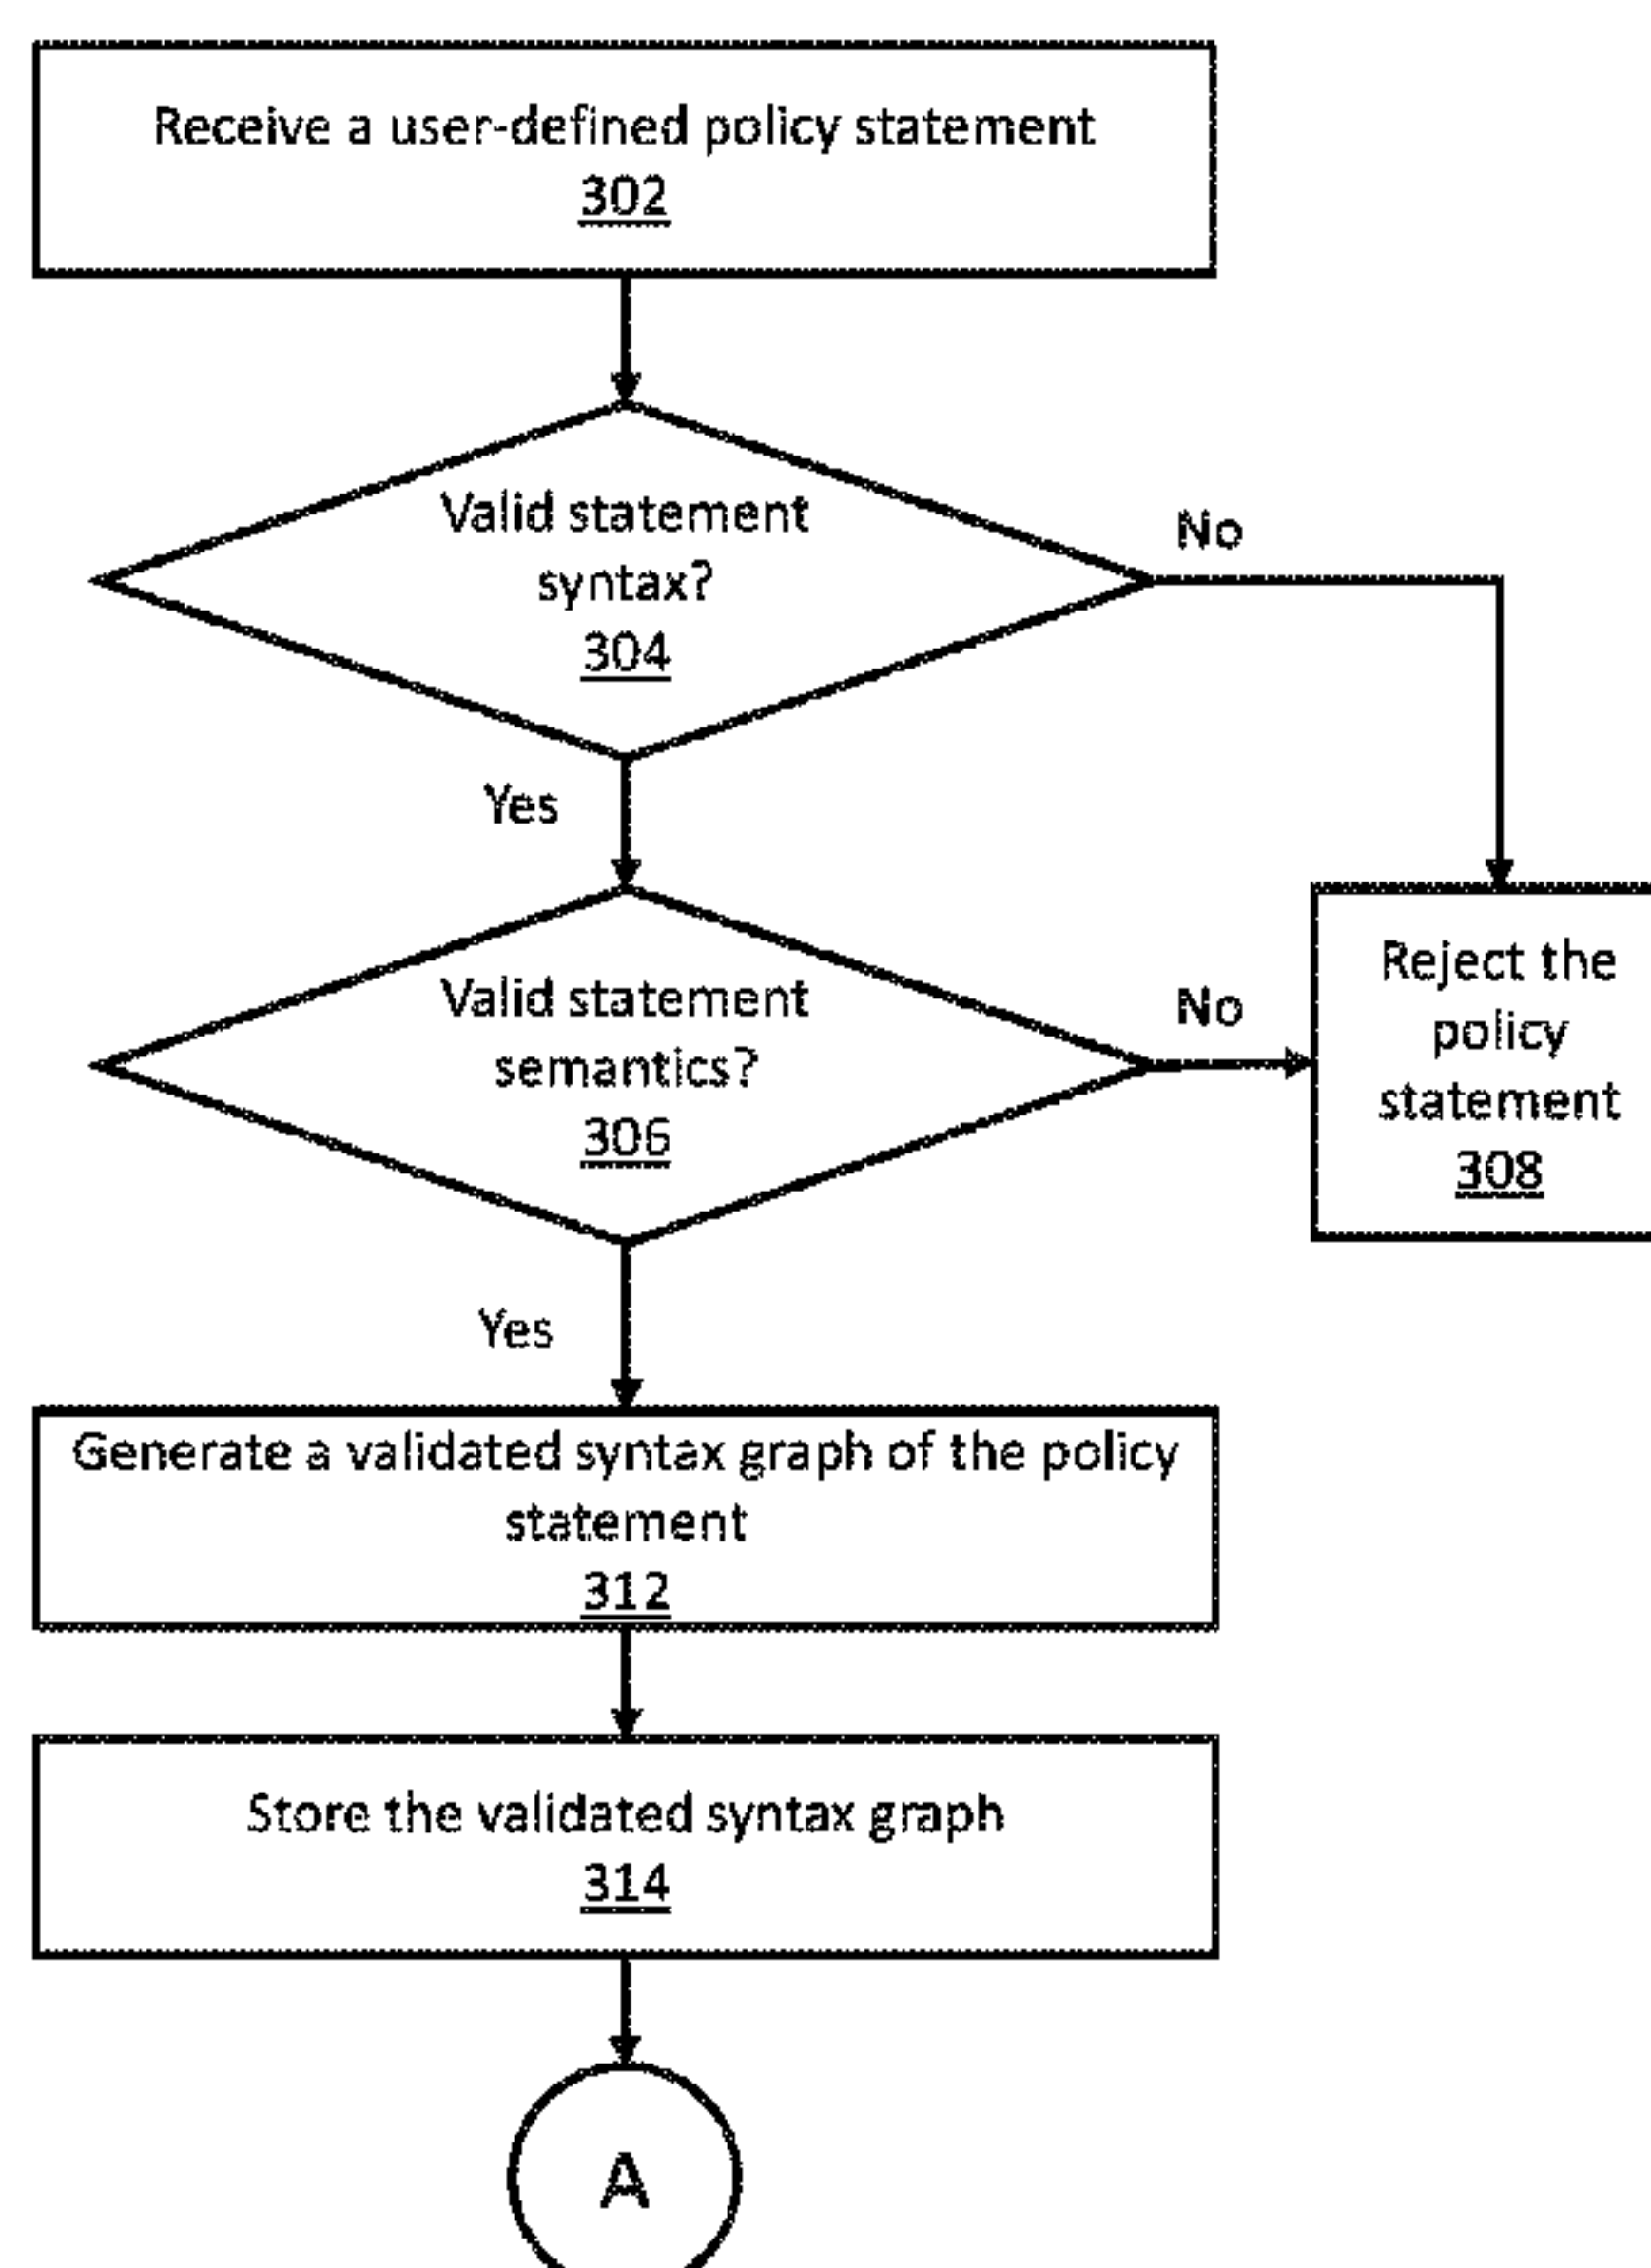 Receive a user-defined policy statement
302
Valid statement
syntax?
304
No
Yes
Valid statement
semantics?
306
No
Reject the
policy
statement
308
Yes
Generate a validated syntax graph of the policy
statement
312
Store the validated syntax graph
314
A